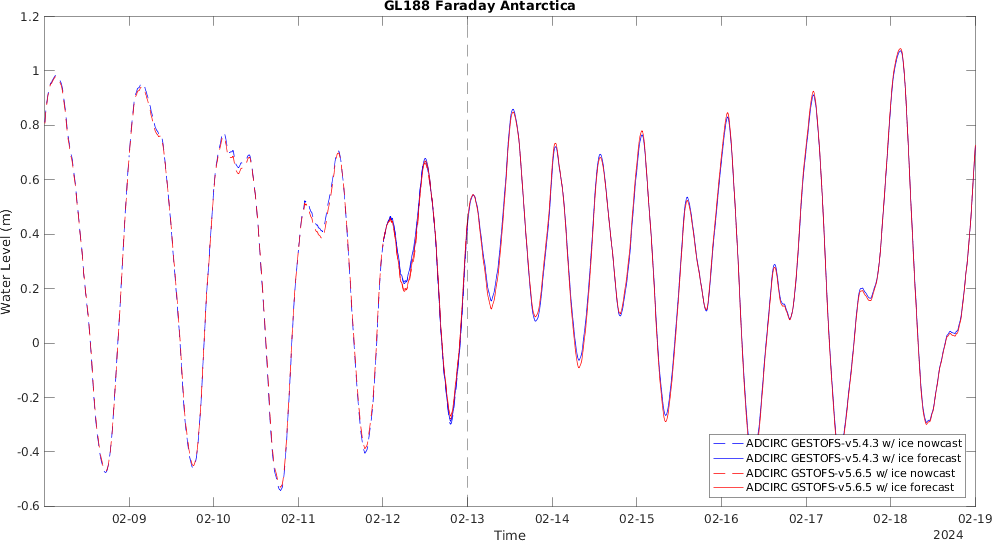 GL188 Faraday Antarctica
1.2
1
0.8
0.6
0.4
0.2
0
-0.2
-0.4
-0.6
Water Level (m)
ADCIRC GESTOFS-v5.4.3 w/ ice nowcast
ADCIRC GESTOFS-v5.4.3 w/ ice forecast
ADCIRC GSTOFS-v5.6.5 w/ ice nowcast
ADCIRC GSTOFS-v5.6.5 w/ ice forecast
02-09 02-10 02-11 02-12 02-13 02-14 02-15 02-16 02-17 02-18 02-19
Time
2024